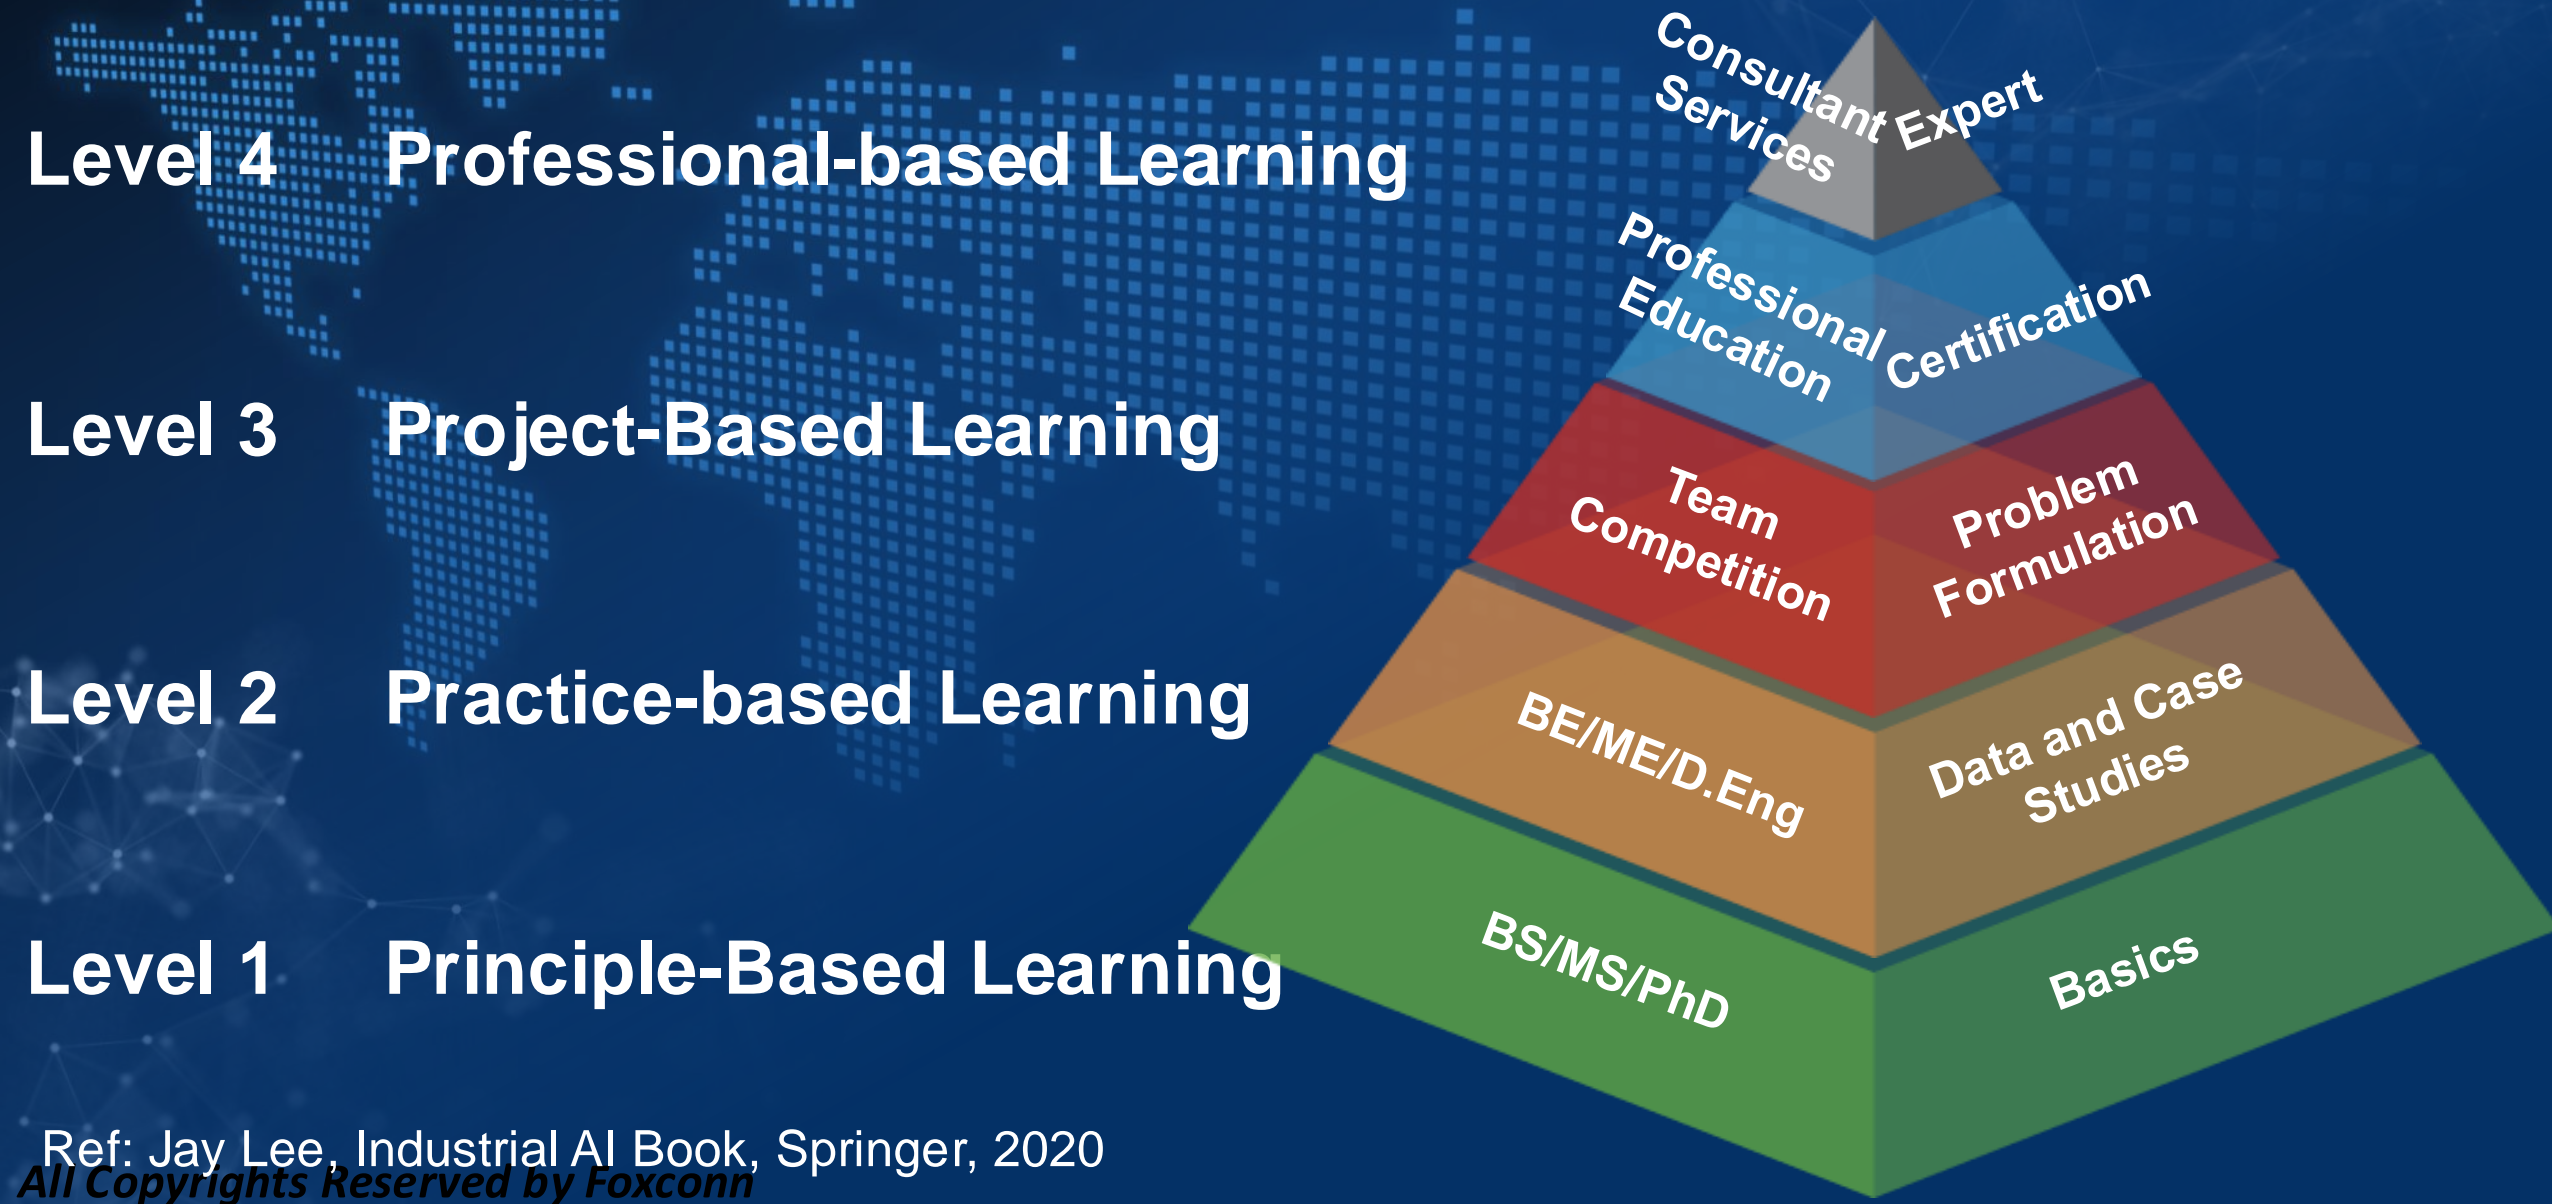 Level 4 Professional-based Learning
Level 3 Project-Based Learning
Level 2 Practice-based Learning
Level 1 Principle-Based Learning
Consultant
Services
Expert
Professional
Education
Certification
Team
Competition
Problem
Formulation
BE/ME/D.Eng
Data and Case
Studies
BS/MS/PhD
Basics
Ref: Jay Lee, Industrial AI Book, Springer, 2020
All Copyrights Reserved by Foxconn